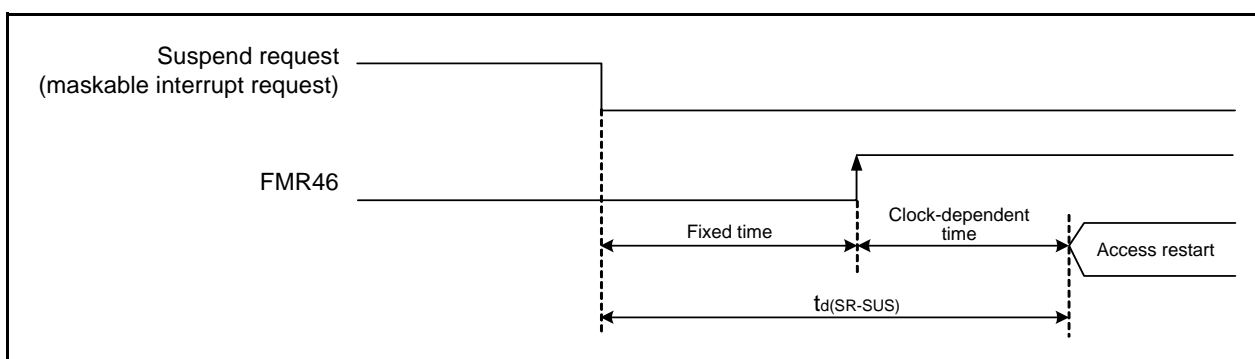 Suspend request
(maskable interrupt request)
FMR46
Fixed time
Clock-dependent
time
Access restart
td(SR-SUS)